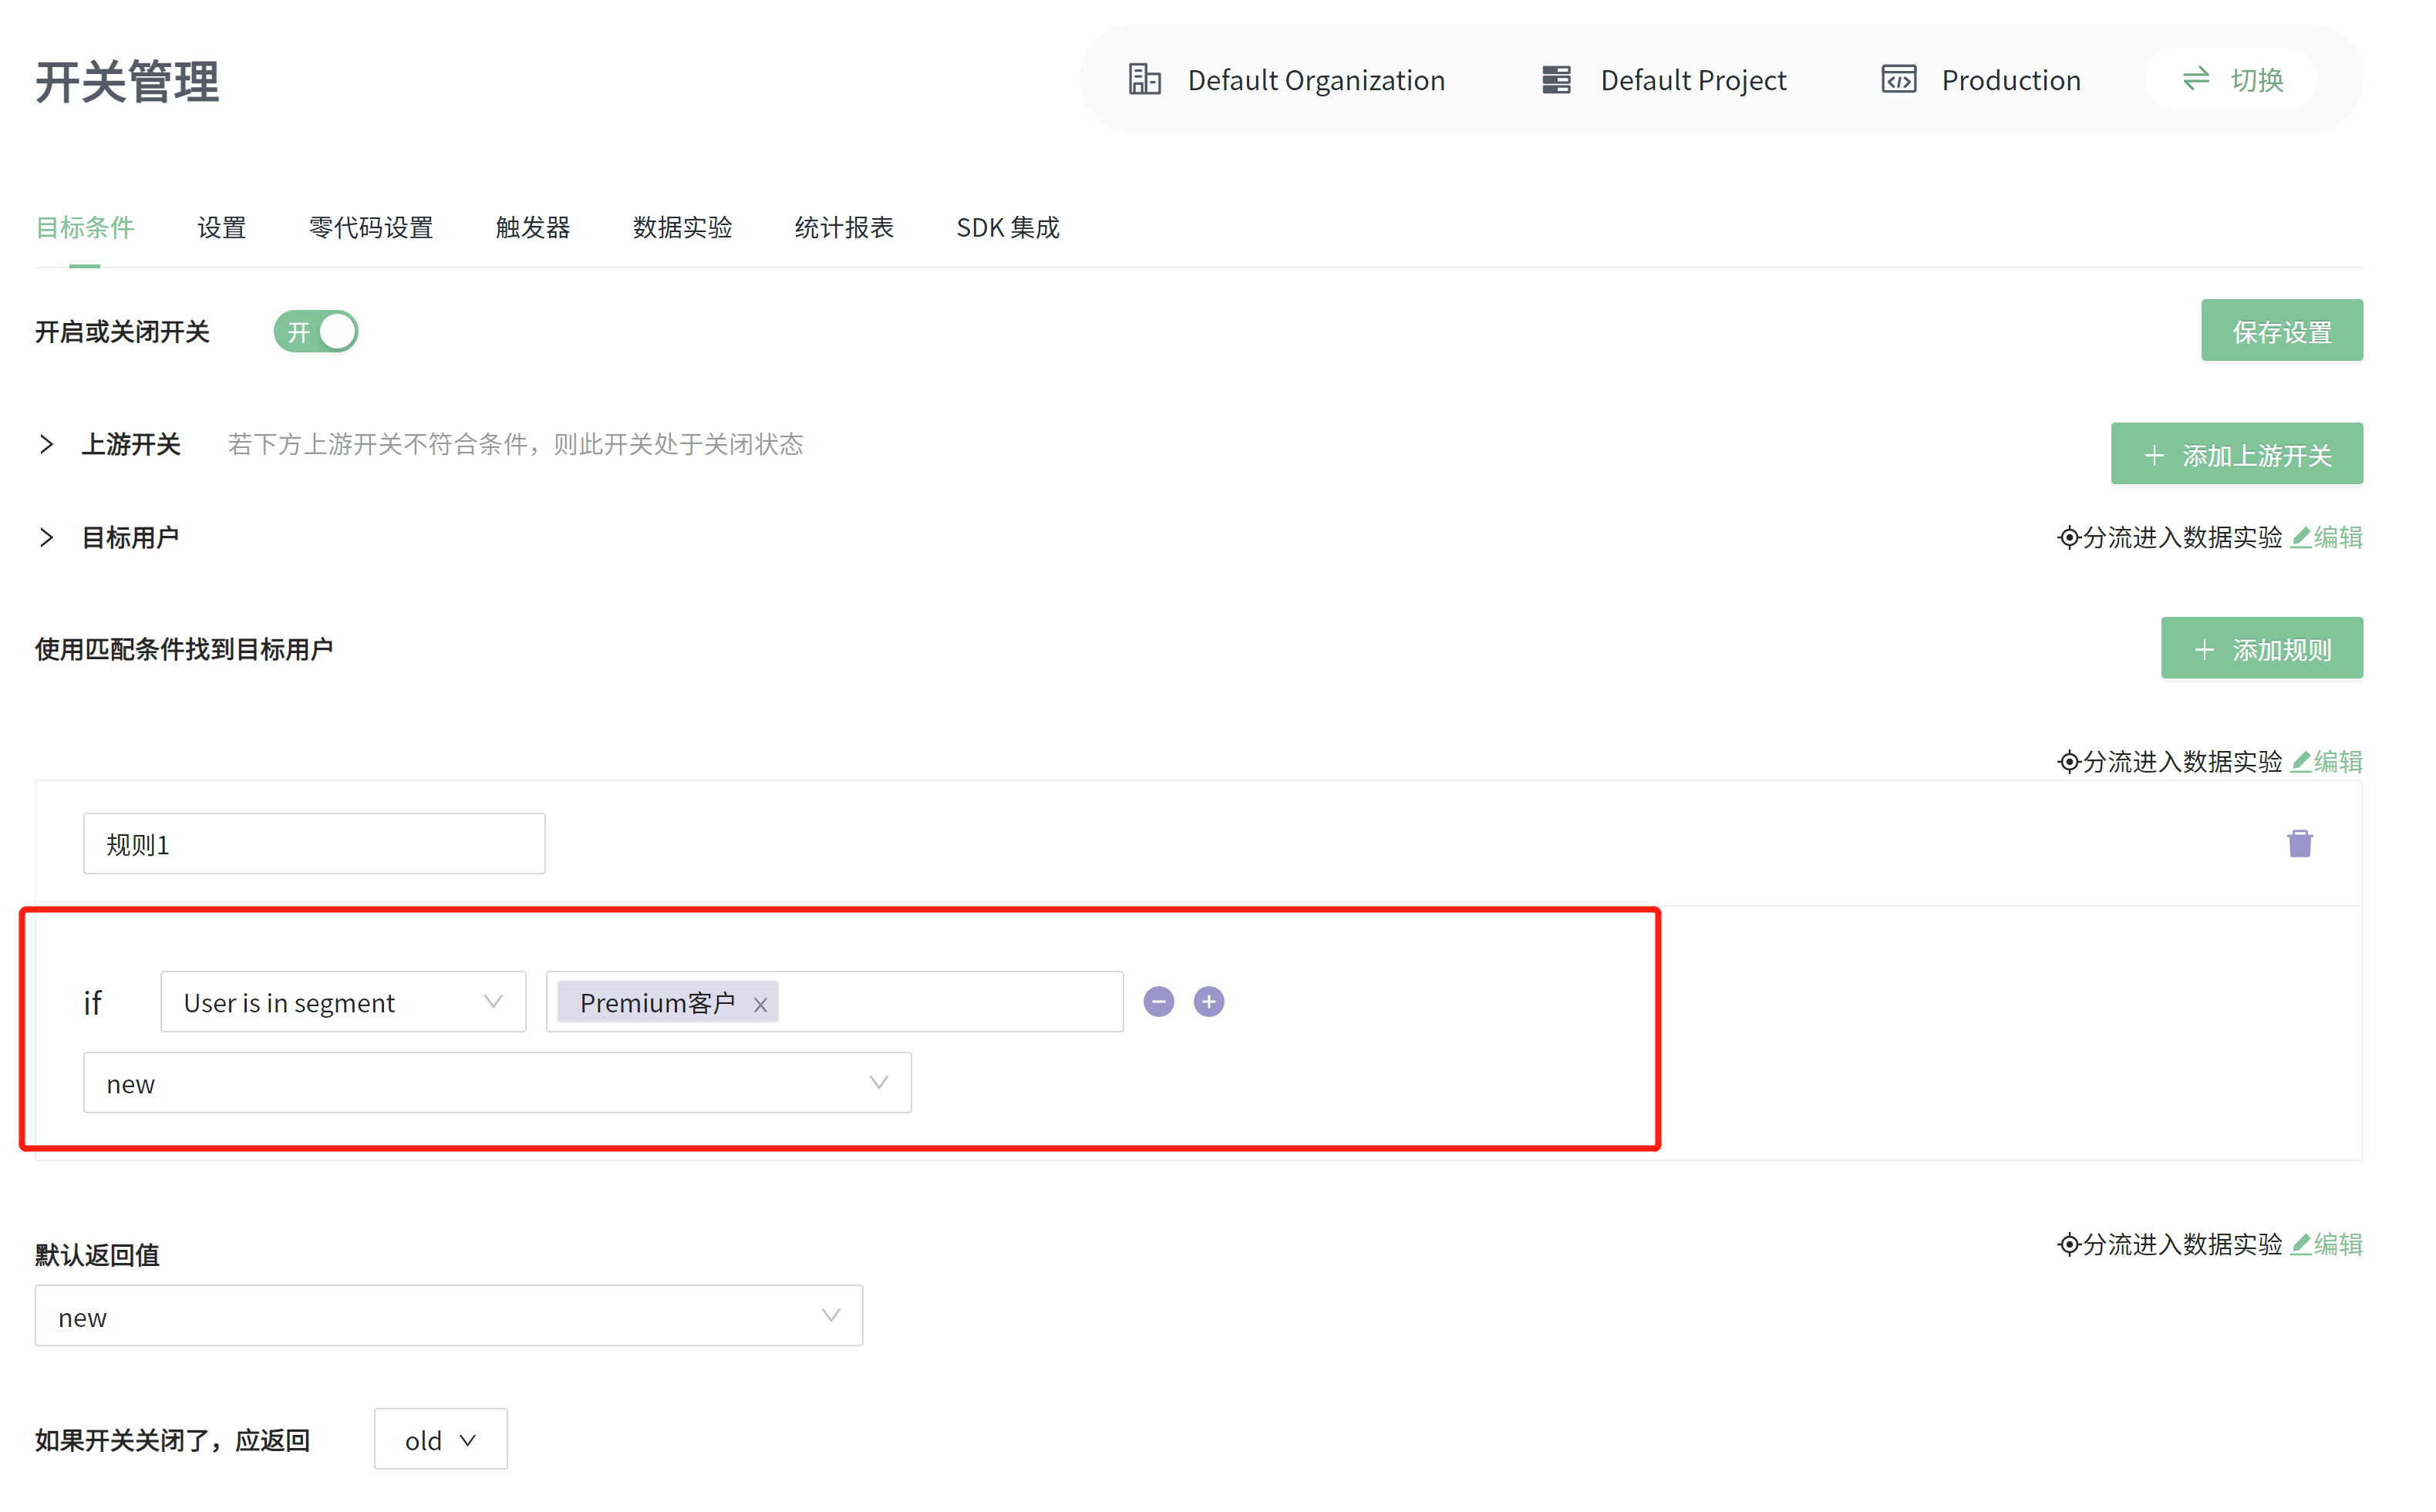 开关管理
Default Organization Default Project Production 切换
目标条件 设置 零代码设置 触发器 数据实验 统计报表 SDK 集成
开启或关闭开关 开 保存设置
上游开关 若下方上游开关不符合条件，则此开关处于关闭状态 添加上游开关
目标用户 分流进入数据实验 编辑
使用匹配条件找到目标用户 添加规则
分流进入数据实验 编辑
规则1
if User is in segment Premium客户 x
new
默认返回值 分流进入数据实验 编辑
new
如果开关关闭了，应返回 old